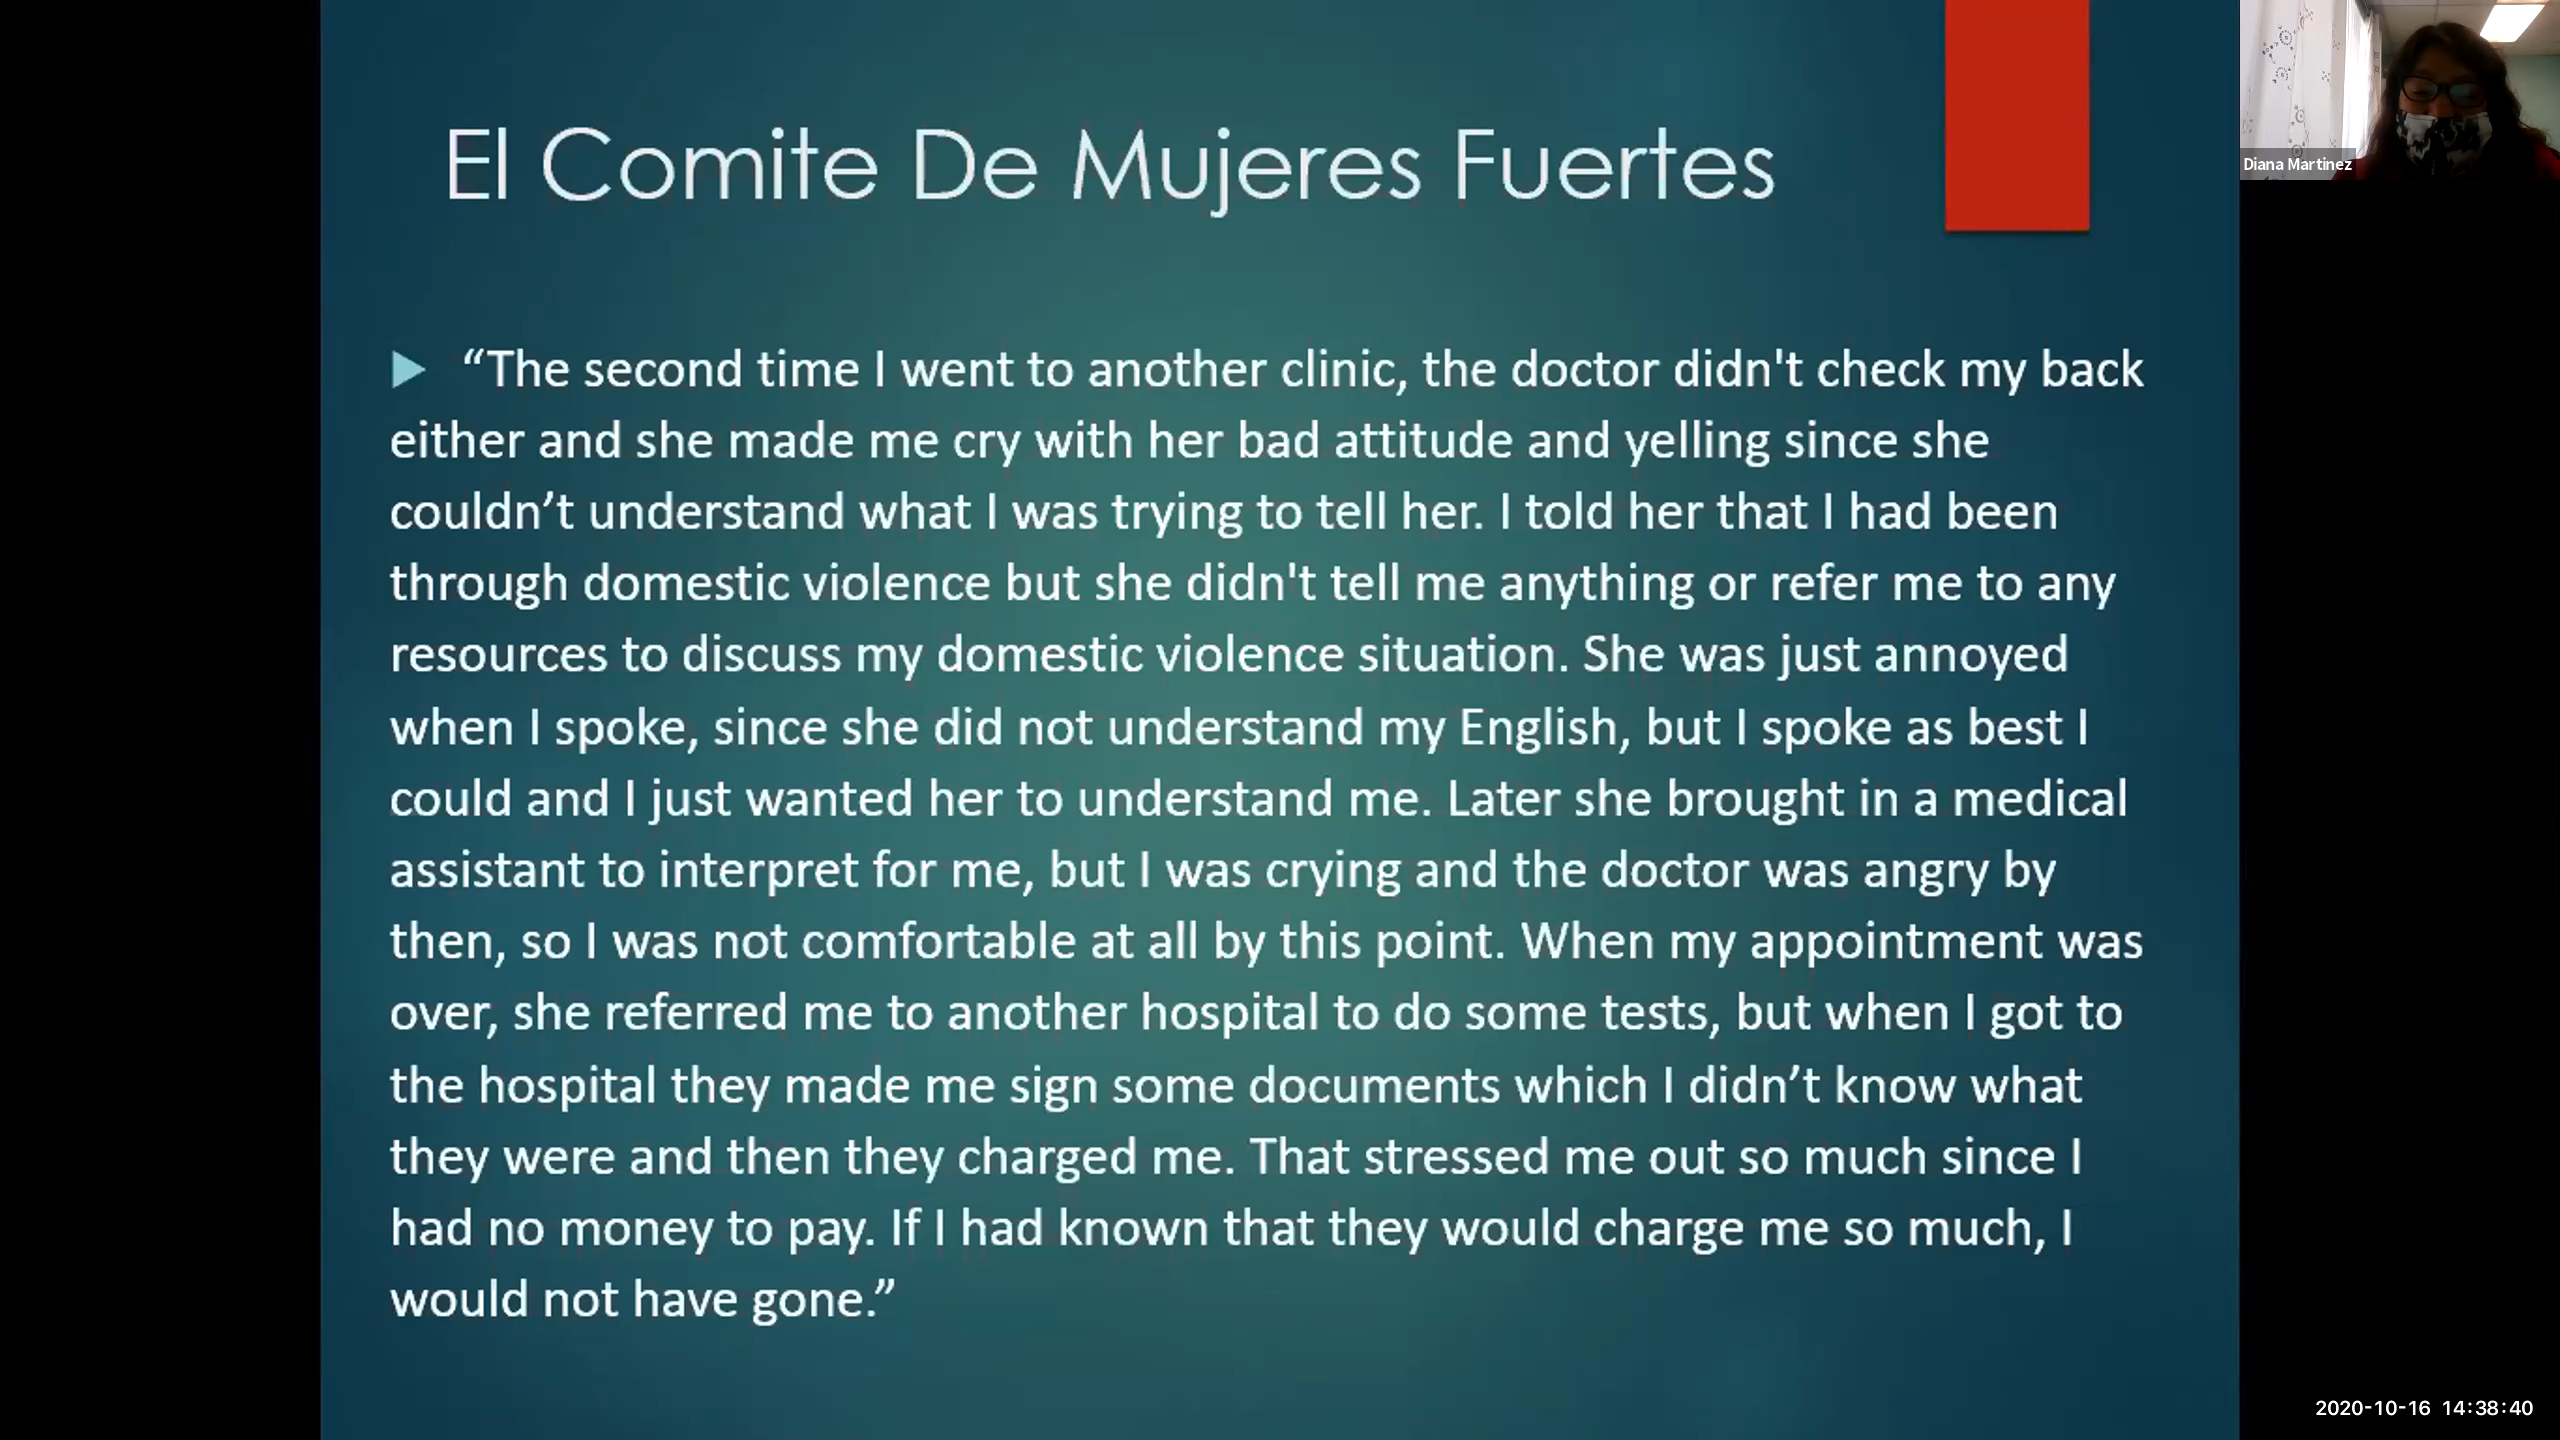 El Comite De Mujeres Fuertes
Diana Martinez
“The second time I went to another clinic, the doctor didn't check my back
either and she made me cry with her bad attitude and yelling since she
couldn’t understand what I was trying to tell her. I told her that I had been
through domestic violence but she didn't tell me anything or refer me to any
resources to discuss my domestic violence situation. She was just annoyed
when I spoke, since she did not understand my English, but I spoke as best I
could and I just wanted her to understand me. Later she brought in a medical
assistant to interpret for me, but I was crying and the doctor was angry by
then, so I was not comfortable at all by this point. When my appointment was
over, she referred me to another hospital to do some tests, but when I got to
the hospital they made me sign some documents which I didn’t know what
they were and then they charged me. That stressed me out so much since I
had no money to pay. If I had known that they would charge me so much, I
would not have gone.”
2020-10-16 14:38:40